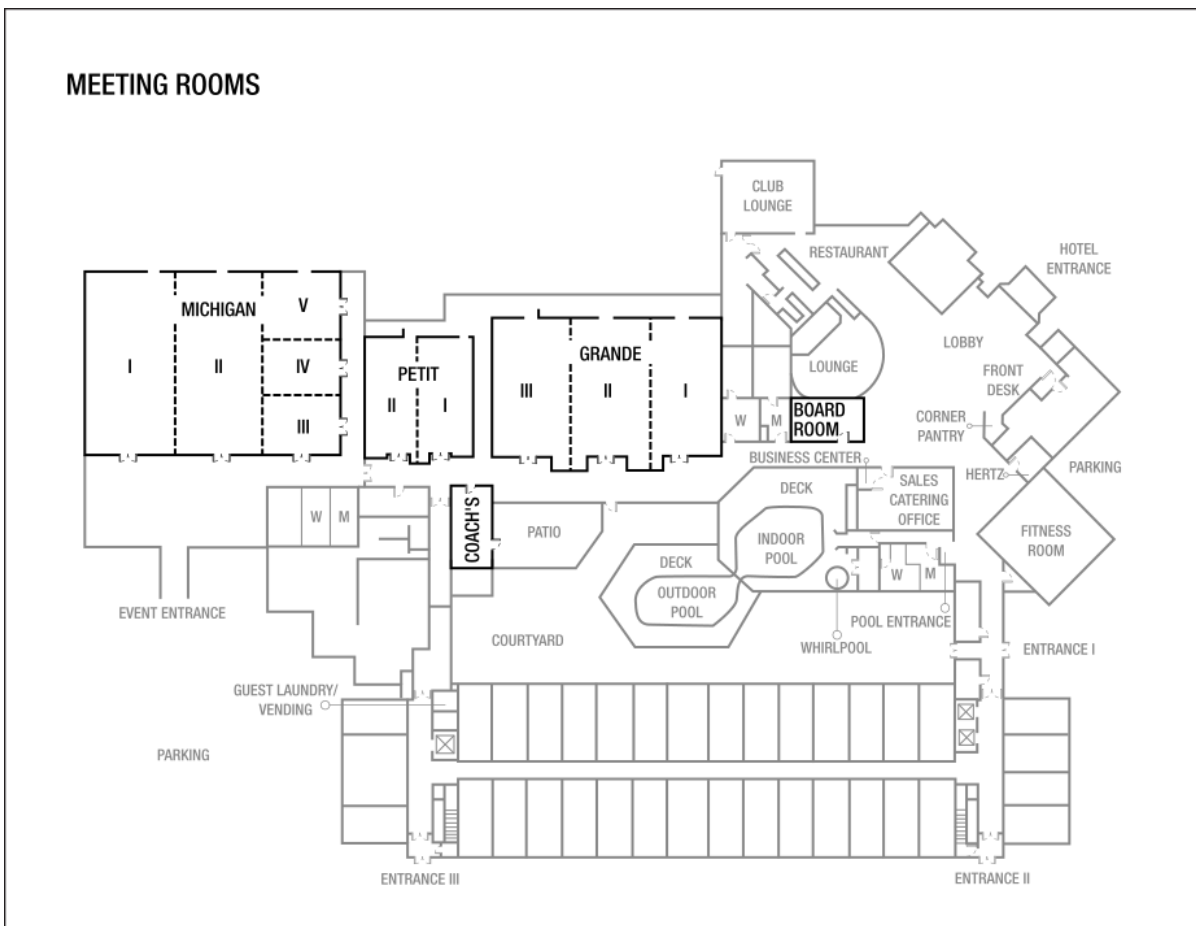 MEETING ROOMS
CLUB
LOUNGE
RESTAURANT
HOTEL
ENTRANCE
MICHIGAN
I
II
V
IV
III
PETIT
II
I
GRANDE
III
II
I
LOUNGE
LOBBY
FRONT
DESK
W
M
BOARD
ROOM
CORNER
PANTRY
BUSINESS CENTER
HERTZ
PARKING
SALES
CATERING
OFFICE
FITNESS
ROOM
W
M
COACH'S
PATIO
DECK
INDOOR
POOL
DECK
OUTDOOR
POOL
W
M
EVENT ENTRANCE
POOL ENTRANCE
COURTYARD
WHIRLPOOL
ENTRANCE I
GUEST LAUNDRY/
VENDING
PARKING
ENTRANCE III
ENTRANCE II